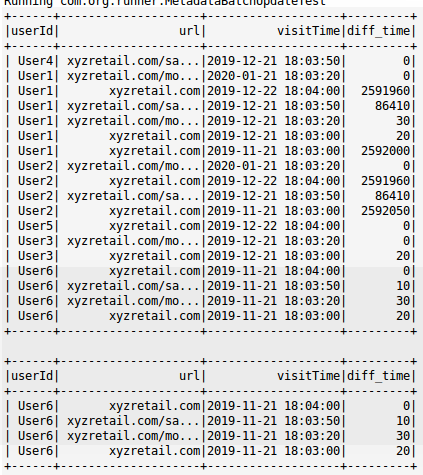 Running com.org.runner.MetadataBatchUpdateTest
+------+--------------------+-------------------+---------+
|userId|                 url|          visitTime|diff_time|
+------+--------------------+-------------------+---------+
| User4| xyzretail.com/sa...|2019-12-21 18:03:50|        0|
| User1| xyzretail.com/mo...|2020-01-21 18:03:20|        0|
| User1|       xyzretail.com|2019-12-22 18:04:00|  2591960|
| User1| xyzretail.com/sa...|2019-12-21 18:03:50|    86410|
| User1| xyzretail.com/mo...|2019-12-21 18:03:20|       30|
| User1|       xyzretail.com|2019-12-21 18:03:00|       20|
| User1|       xyzretail.com|2019-11-21 18:03:00|  2592000|
| User2| xyzretail.com/mo...|2020-01-21 18:03:20|        0|
| User2|       xyzretail.com|2019-12-22 18:04:00|  2591960|
| User2| xyzretail.com/sa...|2019-12-21 18:03:50|    86410|
| User2|       xyzretail.com|2019-11-21 18:03:00|  2592050|
| User5|       xyzretail.com|2019-12-22 18:04:00|        0|
| User3| xyzretail.com/mo...|2019-12-21 18:03:20|        0|
| User3|       xyzretail.com|2019-12-21 18:03:00|       20|
| User6|       xyzretail.com|2019-11-21 18:04:00|        0|
| User6| xyzretail.com/sa...|2019-11-21 18:03:50|       10|
| User6| xyzretail.com/mo...|2019-11-21 18:03:20|       30|
| User6|       xyzretail.com|2019-11-21 18:03:00|       20|
+------+--------------------+-------------------+---------+
+------+--------------------+-------------------+---------+
|userId|                 url|          visitTime|diff_time|
+------+--------------------+-------------------+---------+
| User6|       xyzretail.com|2019-11-21 18:04:00|        0|
| User6| xyzretail.com/sa...|2019-11-21 18:03:50|       10|
| User6| xyzretail.com/mo...|2019-11-21 18:03:20|       30|
| User6|       xyzretail.com|2019-11-21 18:03:00|       20|
+------+--------------------+-------------------+---------+